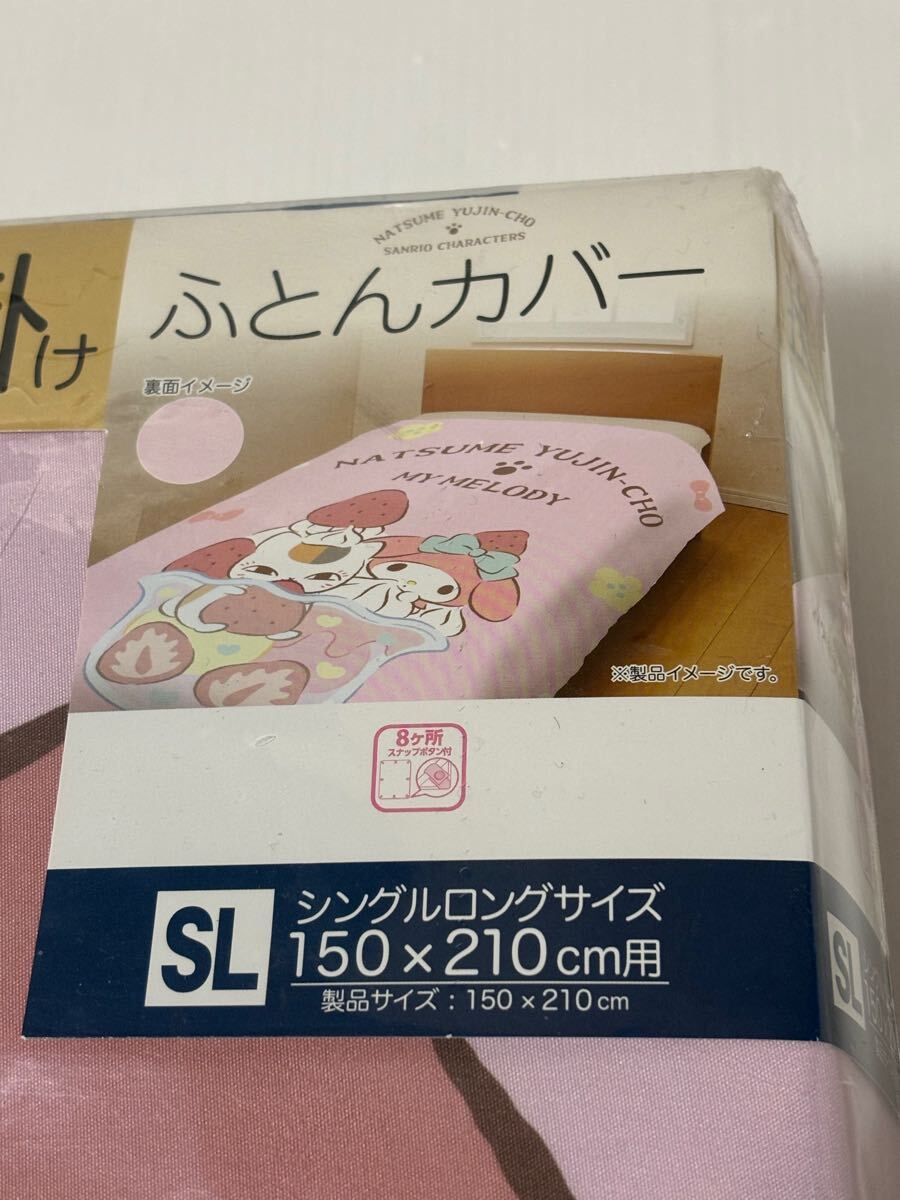 NATSUME YUJIN-CHO
SANRIO CHARACTERS
掛け
ふとんカバー
裏面イメージ
NATSUME YUJIN-CHO
MY MELODY
※製品イメージです。
8ヶ所
スナップボタン付
SL
シングルロングサイズ
150×210cm用
製品サイズ：150×210cm
SL